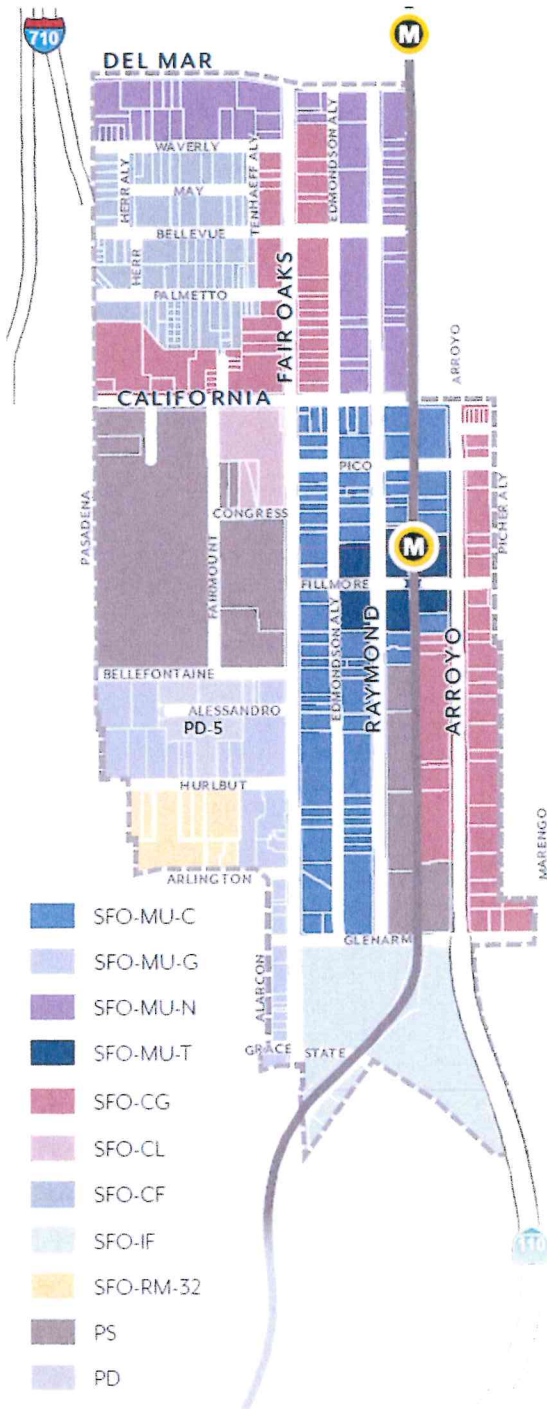 710
M
DEL MAR
WAVERLY
HERR ALY
MAY
TENHAEFF ALY
EDMONDSON ALY
BELLEVUE
HERR
PALMETTO
FAIR OAKS
ARROYO
CALIFORNIA
PICO
PASADENA
CONGRESS
M
PICHER ALY
FAIRMOUNT
FILLMORE
EDMONDSON ALY
RAYMOND
ARROYO
BELLEFONTAINE
ALESSANDRO
PD-5
HURLBUT
MARENGO
ARLINGTON
GLENARM
ALARCON
GRACE
STATE
110
SFO-MU-C
SFO-MU-G
SFO-MU-N
SFO-MU-T
SFO-CG
SFO-CL
SFO-CF
SFO-IF
SFO-RM-32
PS
PD